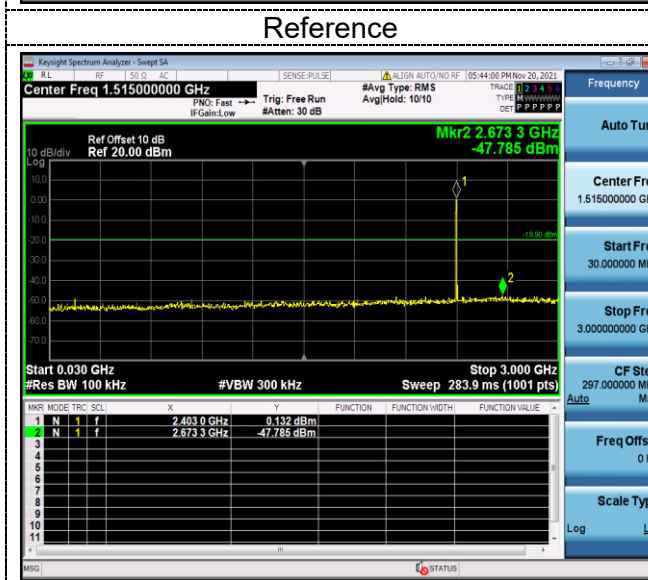 Reference
Keysight Spectrum Analyzer - Swept SA
RL RF 50 Ω AC SENSE:PULSE ALIGN AUTO/NO RF 05:44:00 PM Nov 20, 2021
Center Freq 1.515000000 GHz
PNO: Fast
IFGain:Low
Trig: Free Run
#Atten: 30 dB
#Avg Type: RMS
Avg|Hold: 10/10
TRACE 1 2 3 4 5 6
TYPE M WWWWW
DET P P P P P P
Frequency
Auto Tun
Ref Offset 10 dB
10 dB/div Ref 20.00 dBm
Log
Mkr2 2.673 3 GHz
-47.785 dBm
10.0
0.00
-10.0
-20.0
-30.0
-40.0
-50.0
-60.0
-70.0
1
-19.90 dBm
2
Center Fre
1.515000000 G
Start Fre
30.000000 M
Stop Fre
3.000000000 G
Start 0.030 GHz Stop 3.000 GHz
#Res BW 100 kHz #VBW 300 kHz Sweep 283.9 ms (1001 pts)
CF Ste
297.000000 M
Auto M
MKR MODE TRC SCL X Y FUNCTION FUNCTION WIDTH FUNCTION VALUE
1 N 1 f 2.403 0 GHz 0.132 dBm
2 N 1 f 2.673 3 GHz -47.785 dBm
3
4
5
6
7
8
9
10
11
Freq Offs
0
Scale Typ
Log L
MSG STATUS